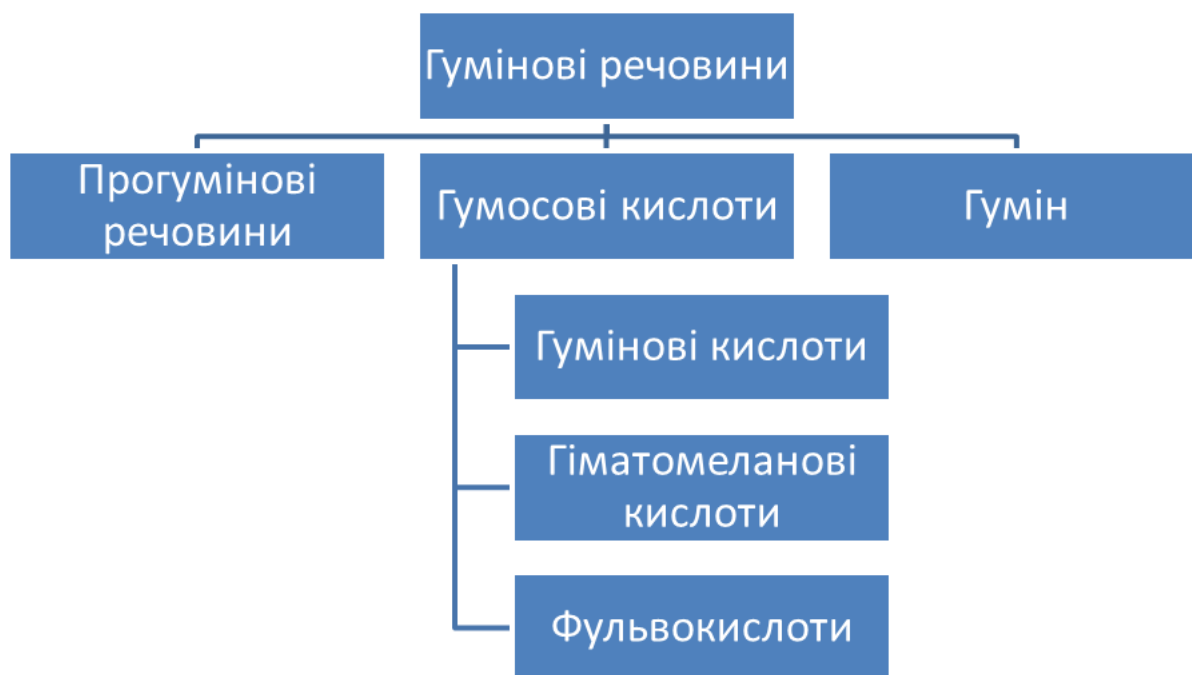 Гумінові речовини
Прогумінові
речовини
Гумосові кислоти
Гумін
Гумінові кислоти
Гіматомеланові
кислоти
Фульвокислоти